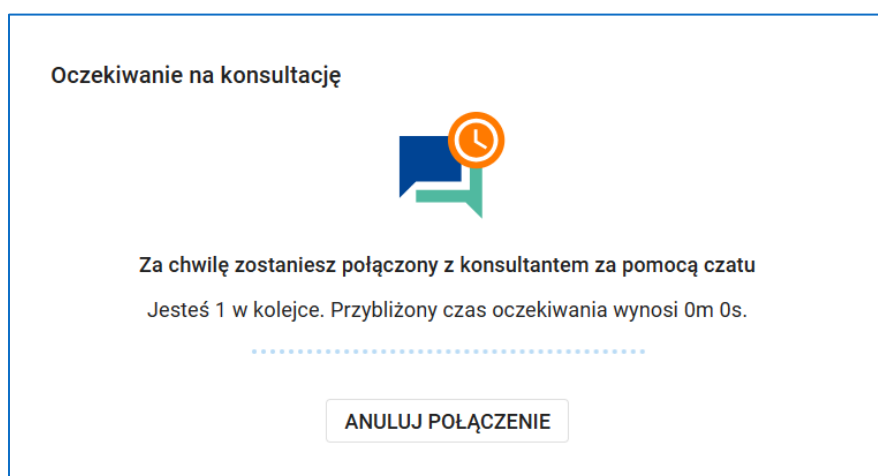 Oczekiwanie na konsultację
Za chwilę zostaniesz połączony z konsultantem za pomocą czatu
Jesteś 1 w kolejce. Przybliżony czas oczekiwania wynosi 0m 0s.
ANULUJ POŁĄCZENIE